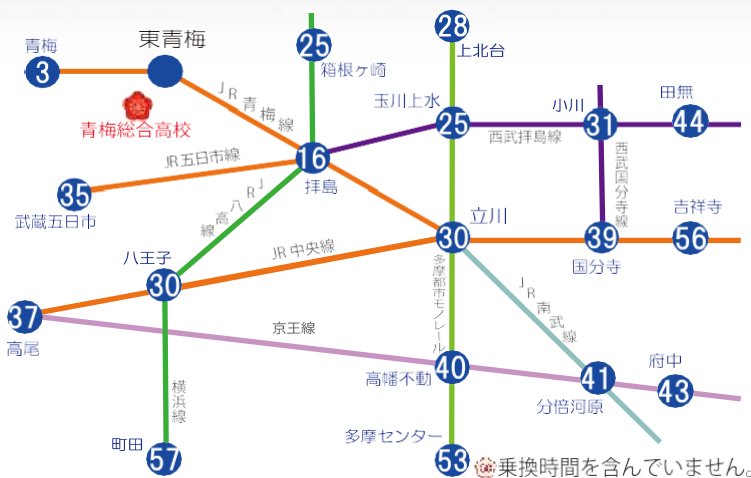 28
青梅
東青梅
25
上北台
3
箱根ヶ崎
JR青梅線
玉川上水
小川
田無
青梅総合高校
25
西武拝島線
31
44
JR五日市線
16
西武国分寺線
35
拝島
武蔵五日市
JR八高線
立川
吉祥寺
八王子
JR中央線
30
39
56
国分寺
30
多摩都市モノレール
JR南武線
37
高尾
京王線
40
高幡不動
41
府中
43
分倍河原
横浜線
町田
多摩センター
57
53
乗換時間を含んでいません。